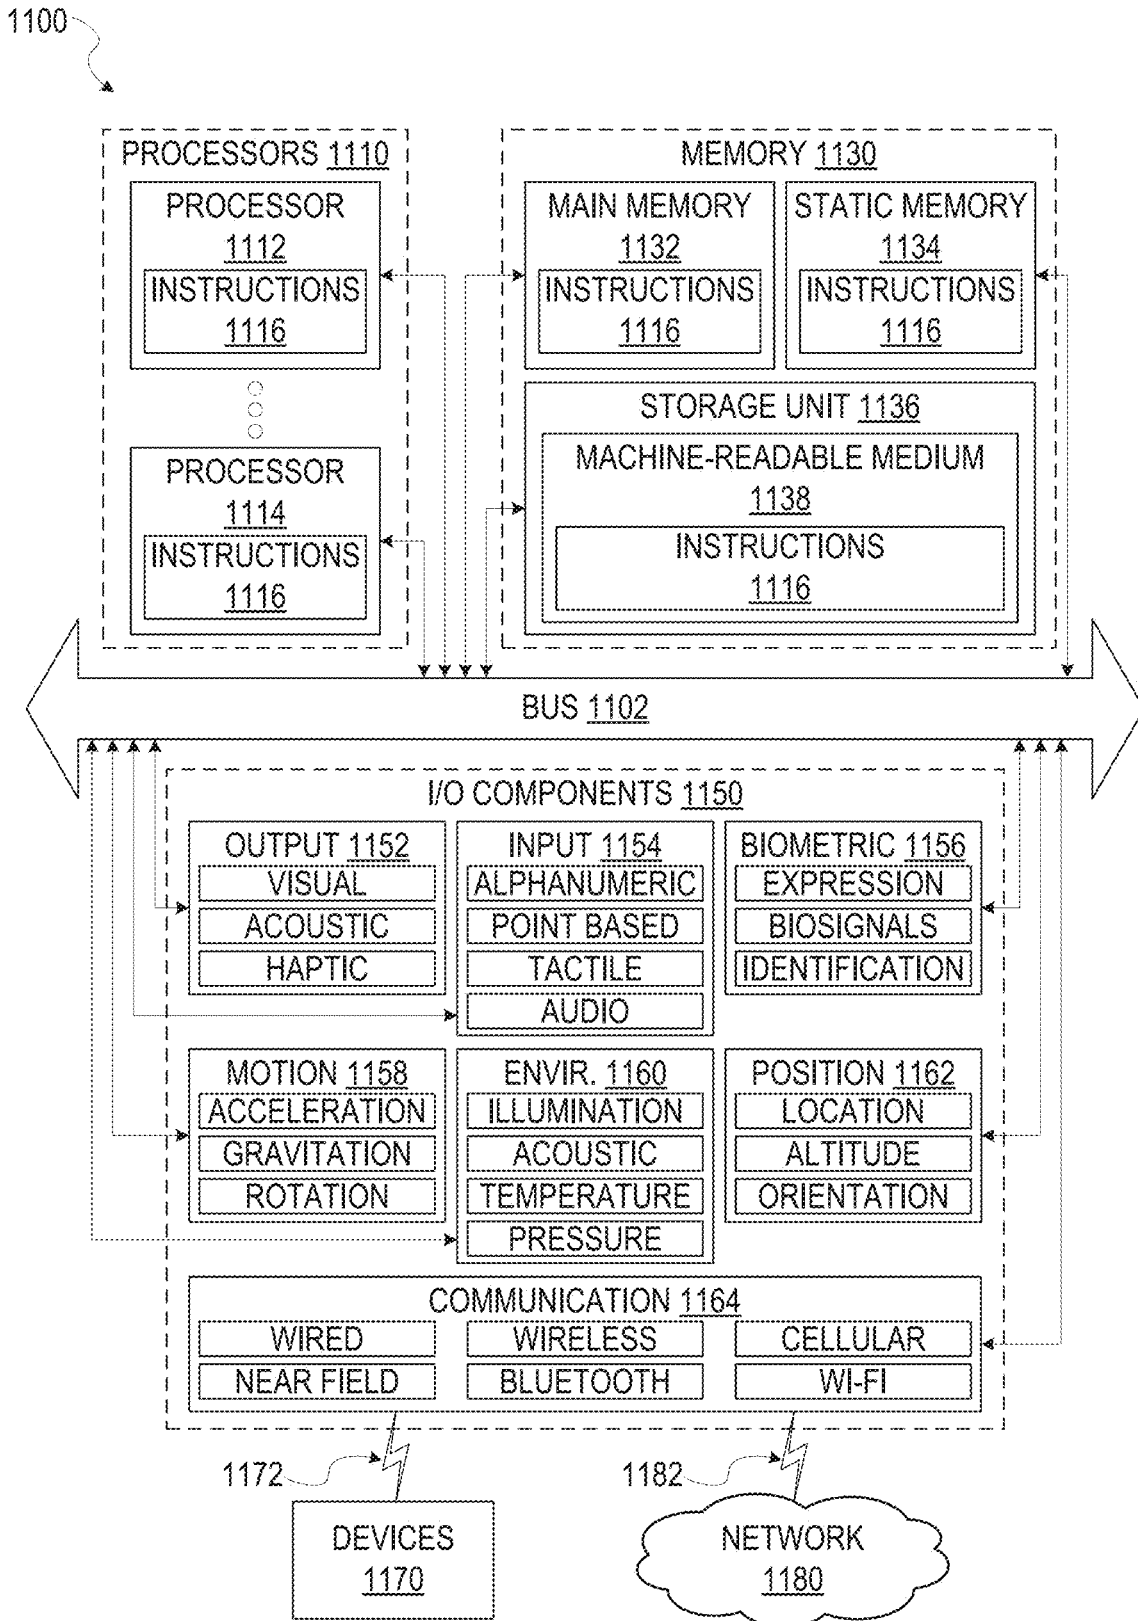 1100
PROCESSORS 1110
PROCESSOR
1112
INSTRUCTIONS
1116
PROCESSOR
1114
INSTRUCTIONS
1116
MEMORY 1130
MAIN MEMORY
1132
INSTRUCTIONS
1116
STATIC MEMORY
1134
INSTRUCTIONS
1116
STORAGE UNIT 1136
MACHINE-READABLE MEDIUM
1138
INSTRUCTIONS
1116
BUS 1102
I/O COMPONENTS 1150
OUTPUT 1152
VISUAL
ACOUSTIC
HAPTIC
INPUT 1154
ALPHANUMERIC
POINT BASED
TACTILE
AUDIO
BIOMETRIC 1156
EXPRESSION
BIOSIGNALS
IDENTIFICATION
MOTION 1158
ACCELERATION
GRAVITATION
ROTATION
ENVIR. 1160
ILLUMINATION
ACOUSTIC
TEMPERATURE
PRESSURE
POSITION 1162
LOCATION
ALTITUDE
ORIENTATION
COMMUNICATION 1164
WIRED
WIRELESS
CELLULAR
NEAR FIELD
BLUETOOTH
WI-FI
1172
1182
DEVICES
1170
NETWORK
1180